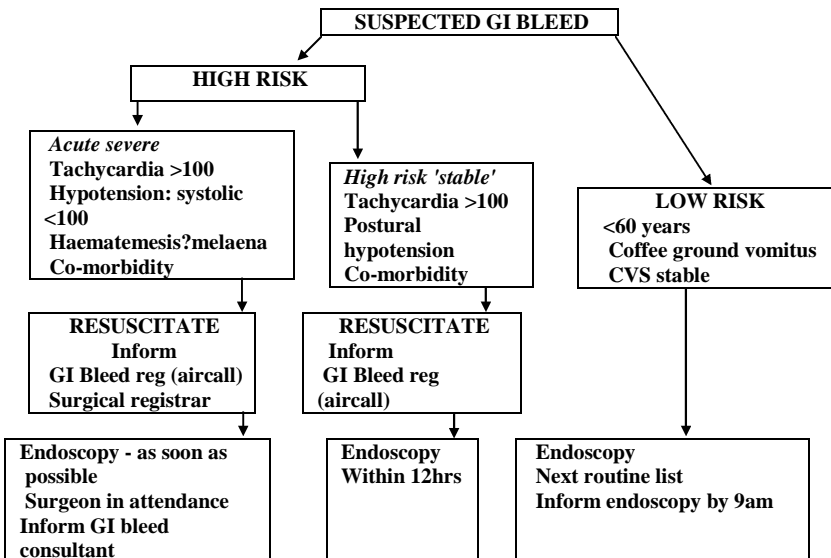 SUSPECTED GI BLEED
HIGH RISK
Acute severe
Tachycardia >100
Hypotension: systolic
<100
Haematemesis?melaena
Co-morbidity
High risk 'stable'
Tachycardia >100
Postural
hypotension
Co-morbidity
LOW RISK
<60 years
Coffee ground vomitus
CVS stable
RESUSCITATE
Inform
GI Bleed reg (aircall)
Surgical registrar
RESUSCITATE
Inform
GI Bleed reg
(aircall)
Endoscopy - as soon as
possible
Surgeon in attendance
Inform GI bleed
consultant
Endoscopy
Within 12hrs
Endoscopy
Next routine list
Inform endoscopy by 9am